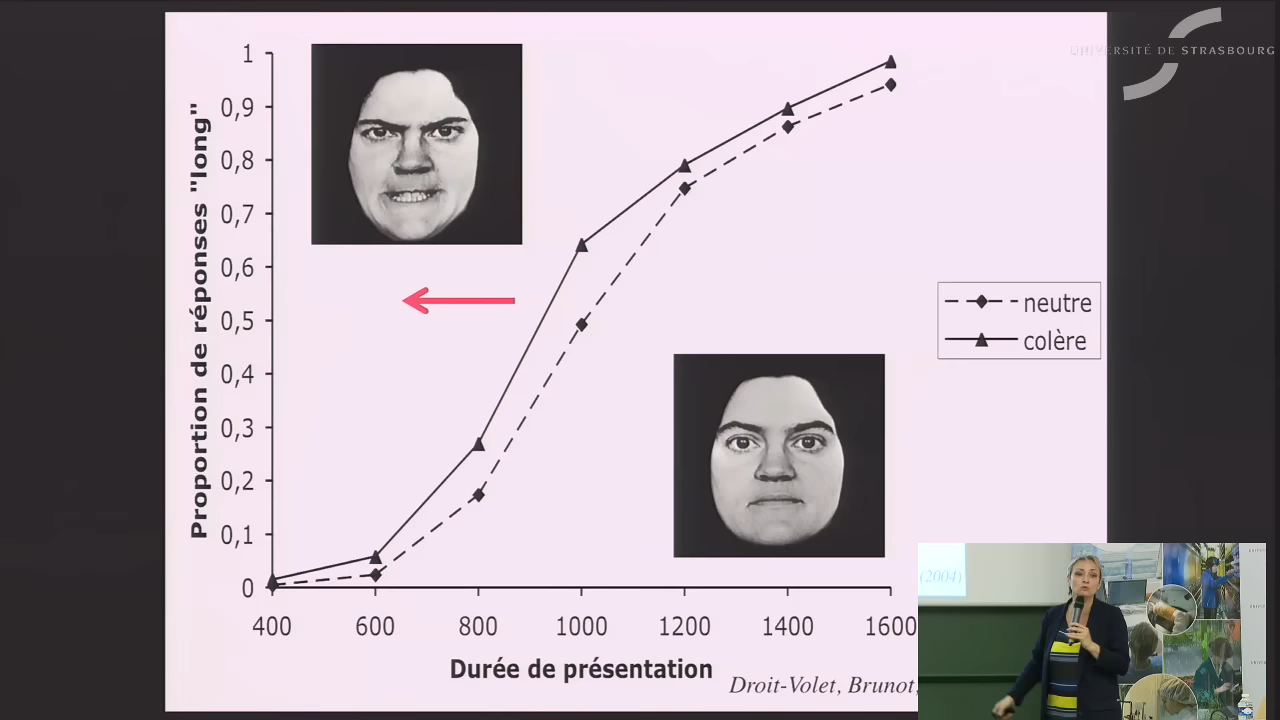 UNIVERSITÉ DE STRASBOURG
Proportion de réponses "long"
1
0,9
0,8
0,7
0,6
0,5
0,4
0,3
0,2
0,1
0
400 600 800 1000 1200 1400 1600
Durée de présentation
neutre
colère
Droit-Volet, Brunot,
(2004)